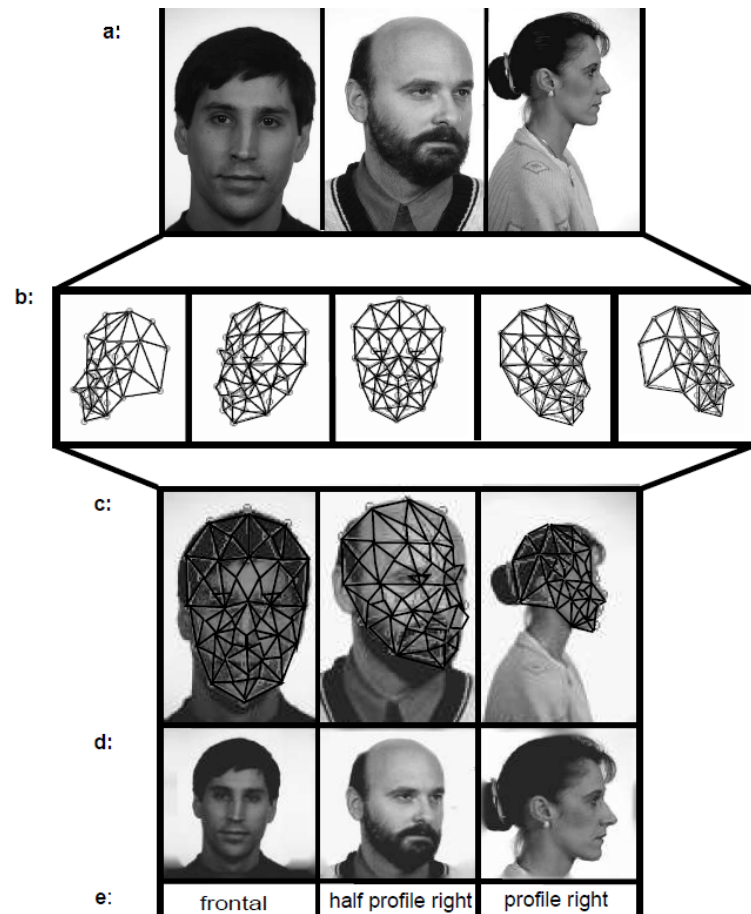 a:
b:
c:
d:
e:
frontal
half profile right
profile right